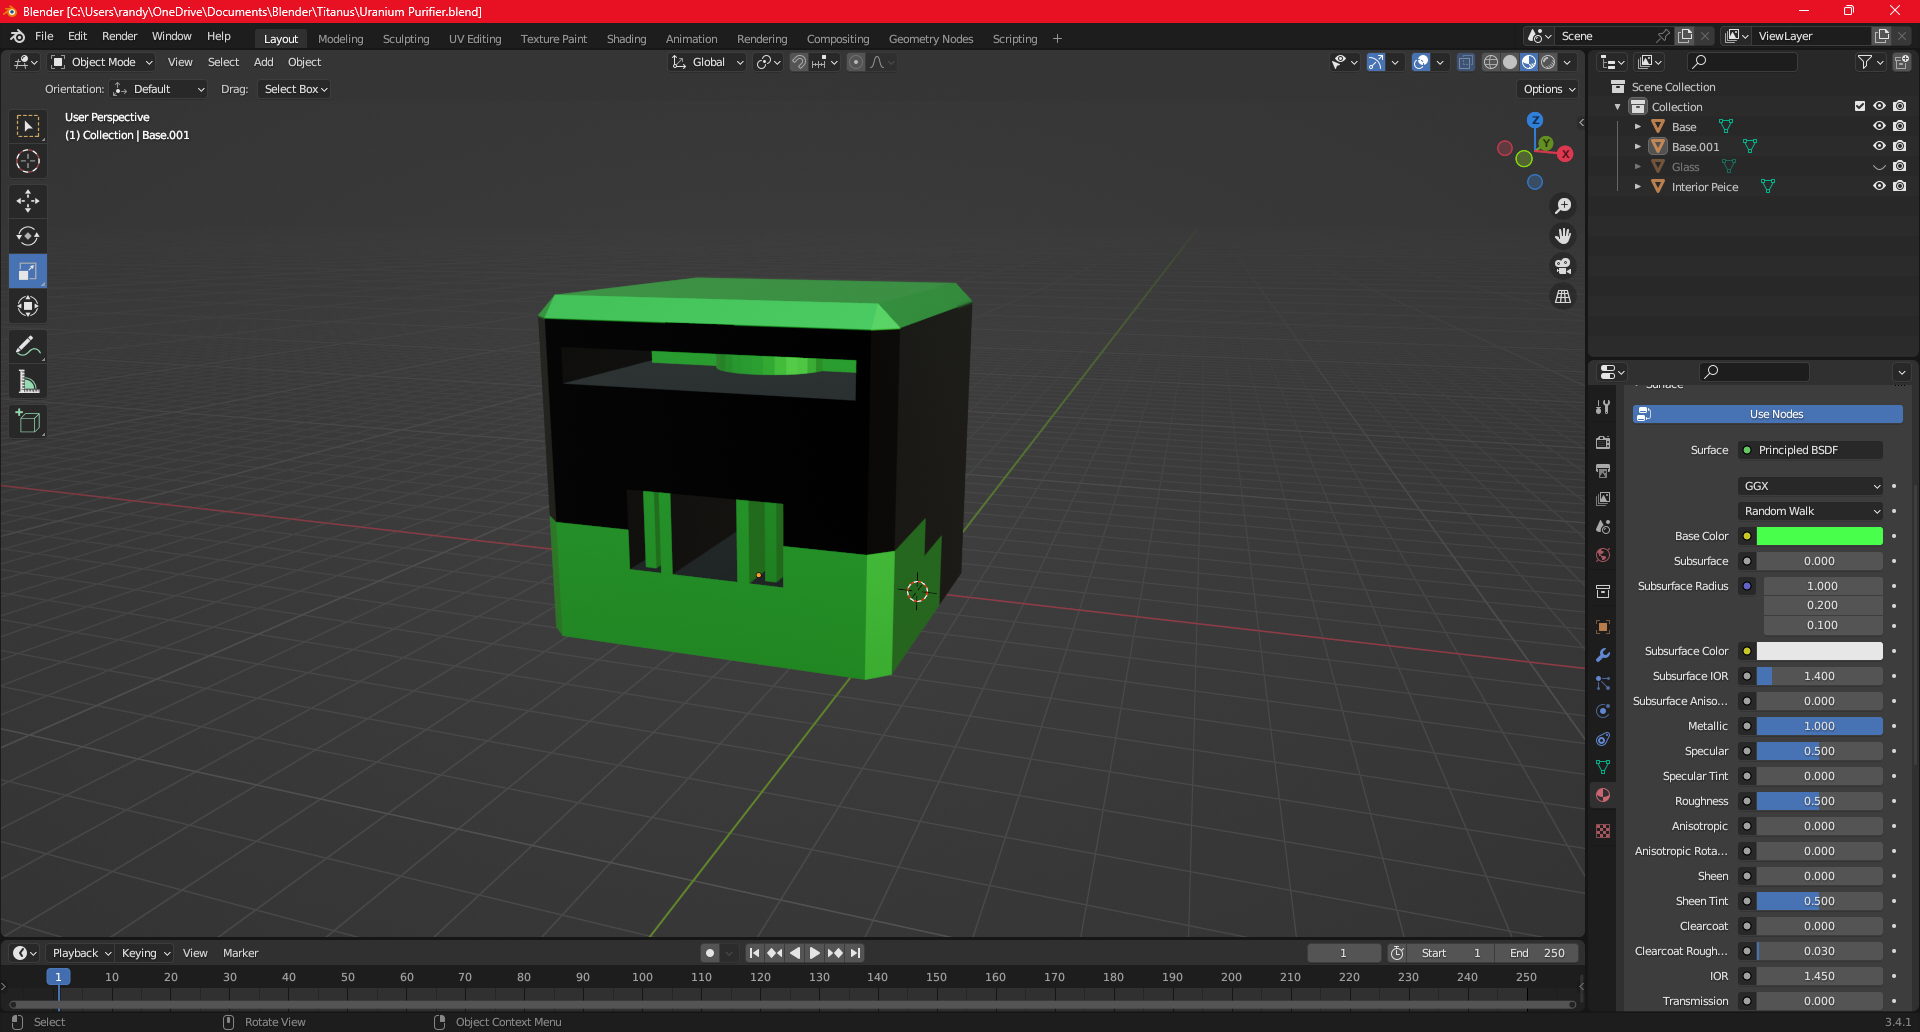 Blender [C:\Users\randy\OneDrive\Documents\Blender\Titanus\Uranium Purifier.blend]
File Edit Render Window Help
Layout Modeling Sculpting UV Editing Texture Paint Shading Animation Rendering Compositing Geometry Nodes Scripting +
Scene
ViewLayer
Object Mode View Select Add Object
Global
Orientation: Default Drag: Select Box
Options
User Perspective
(1) Collection | Base.001
Z
Y
X
Scene Collection
Collection
Base
Base.001
Glass
Interior Peice
Surface
Use Nodes
Surface Principled BSDF
GGX
Random Walk
Base Color
Subsurface 0.000
Subsurface Radius 1.000
0.200
0.100
Subsurface Color
Subsurface IOR 1.400
Subsurface Aniso... 0.000
Metallic 1.000
Specular 0.500
Specular Tint 0.000
Roughness 0.500
Anisotropic 0.000
Anisotropic Rota... 0.000
Sheen 0.000
Sheen Tint 0.500
Clearcoat 0.000
Clearcoat Rough... 0.030
IOR 1.450
Transmission 0.000
Playback Keying View Marker
1 Start 1 End 250
1 10 20 30 40 50 60 70 80 90 100 110 120 130 140 150 160 170 180 190 200 210 220 230 240 250
Select Rotate View Object Context Menu
3.4.1